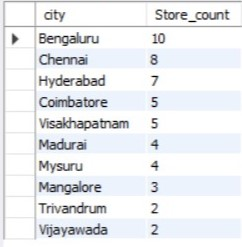 city Store_count
Bengaluru 10
Chennai 8
Hyderabad 7
Coimbatore 5
Visakhapatnam 5
Madurai 4
Mysuru 4
Mangalore 3
Trivandrum 2
Vijayawada 2